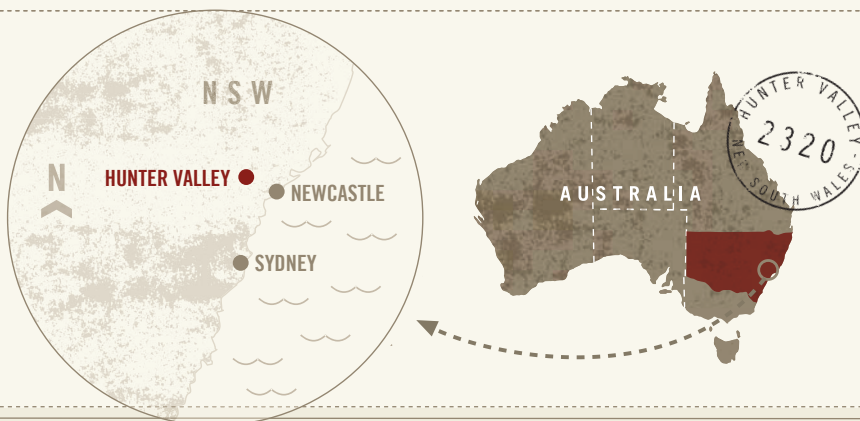 NSW
N
HUNTER VALLEY
NEWCASTLE
SYDNEY
AUSTRALIA
HUNTER VALLEY
2320
NEW SOUTH WALES